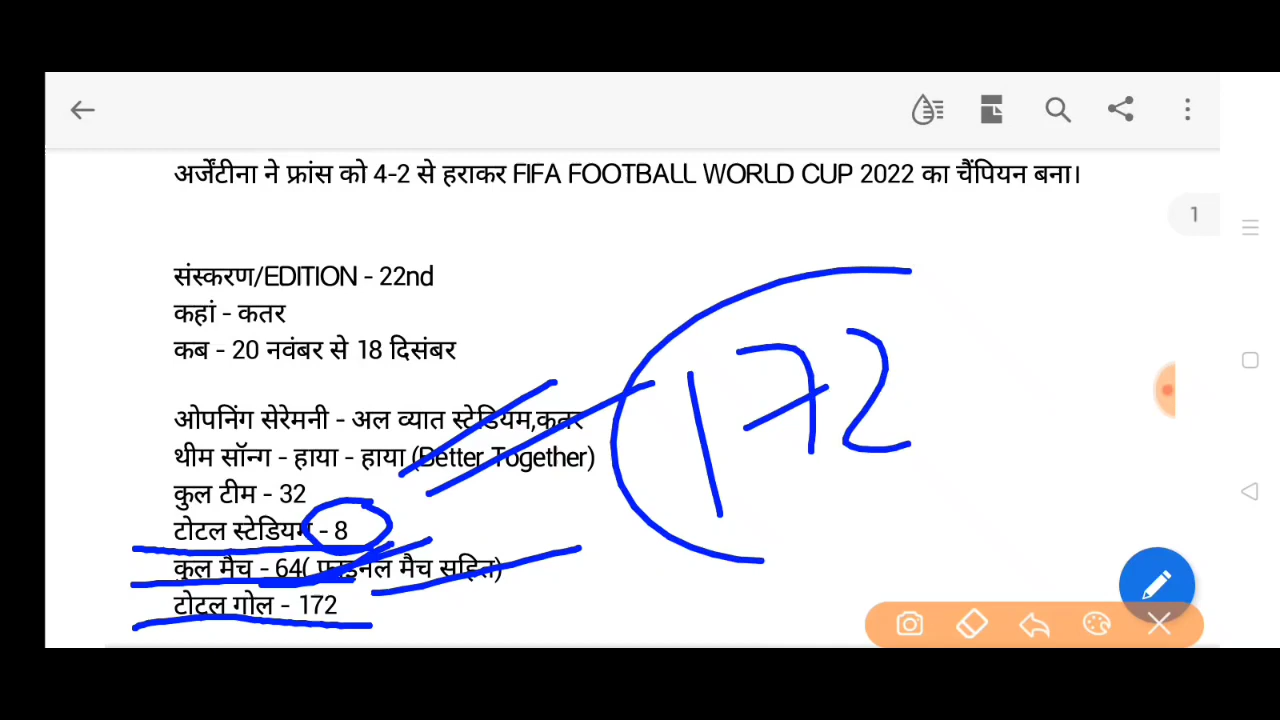 अर्जेंटीना ने फ्रांस को 4-2 से हराकर FIFA FOOTBALL WORLD CUP 2022 का चैंपियन बना।
1
संस्करण/EDITION - 22nd
कहां - कतर
कब - 20 नवंबर से 18 दिसंबर
172
ओपनिंग सेरेमनी - अल व्यात स्टेडियम,कतर
थीम सॉन्ग - हाया - हाया (Better Together)
कुल टीम - 32
टोटल स्टेडियम - 8
कुल मैच - 64( फाइनल मैच सहित)
टोटल गोल - 172